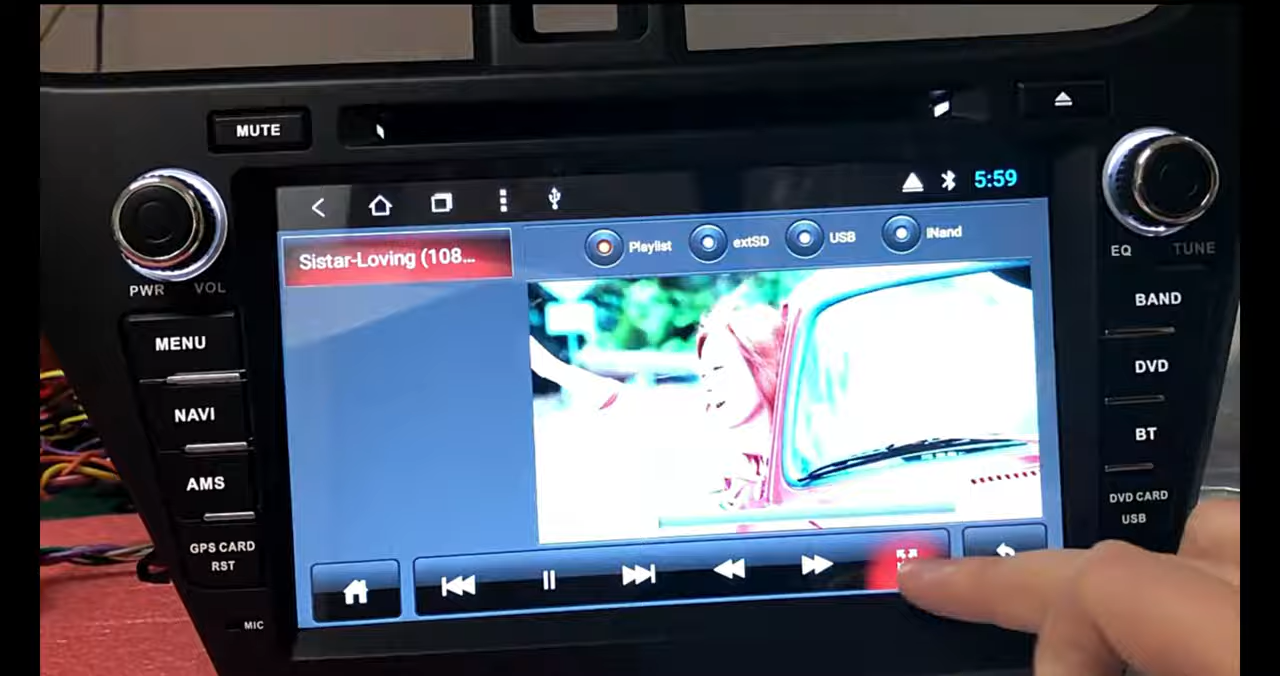 MUTE
5:59
Sistar-Loving (108...
Playlist
extSD
USB
INand
PWR
VOL
EQ
TUNE
MENU
BAND
NAVI
DVD
AMS
BT
GPS CARD
RST
DVD CARD
USB
MIC